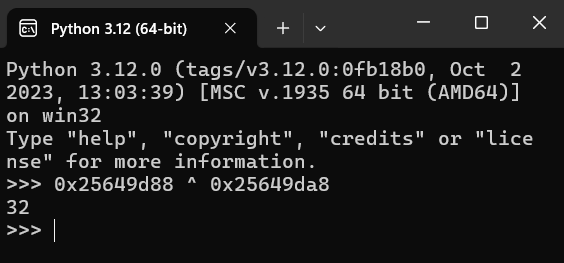 Python 3.12 (64-bit)
Python 3.12.0 (tags/v3.12.0:0fb18b0, Oct  2
2023, 13:03:39) [MSC v.1935 64 bit (AMD64)]
on win32
Type "help", "copyright", "credits" or "lice
nse" for more information.
>>> 0x25649d88 ^ 0x25649da8
32
>>>